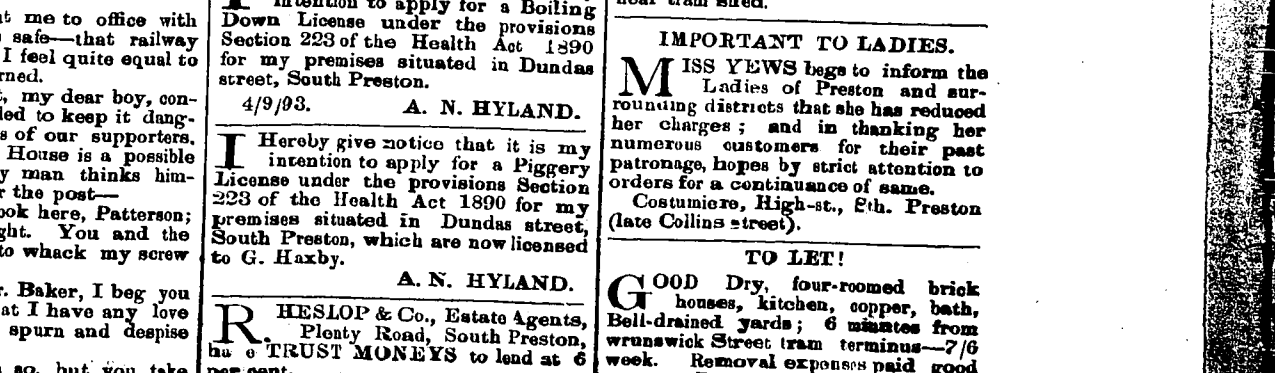 t me to office with
safe—that railway
I feel quite equal to
rned.
, my dear boy, con-
led to keep it dang-
s of our supporters.
House is a possible
y man thinks him-
r the post—
ook here, Patterson;
ght. You and the
to whack my screw
r. Baker, I beg you
at I have any love
spurn and despise
so, but you take
intention to apply for a Boiling
Down License under the provisions
Section 223 of the Health Act 1890
for my premises situated in Dundas
street, South Preston.
4/9/93. A. N. HYLAND.
I Hereby give notice that it is my
intention to apply for a Piggery
License under the provisions Section
223 of the Health Act 1890 for my
premises situated in Dundas street,
South Preston, which are now licensed
to G. Haxby.
A. N. HYLAND.
R. HESLOP & Co., Estate Agents,
Plenty Road, South Preston,
ha e TRUST MONEYS to lend at 6
per cent.
near tram shed.
IMPORTANT TO LADIES.
MISS YEWS begs to inform the
Ladies of Preston and sur-
rounding districts that she has reduced
her charges; and in thanking her
numerous customers for their past
patronage, hopes by strict attention to
orders for a continuance of same.
Costumiere, High-st., Sth. Preston
(late Collins street).
TO LET!
GOOD Dry, four-roomed brick
houses, kitchen, copper, bath,
Bell-drained yards; 6 minutes from
wrunswick Street tram terminus—7/6
week. Removal expenses paid good